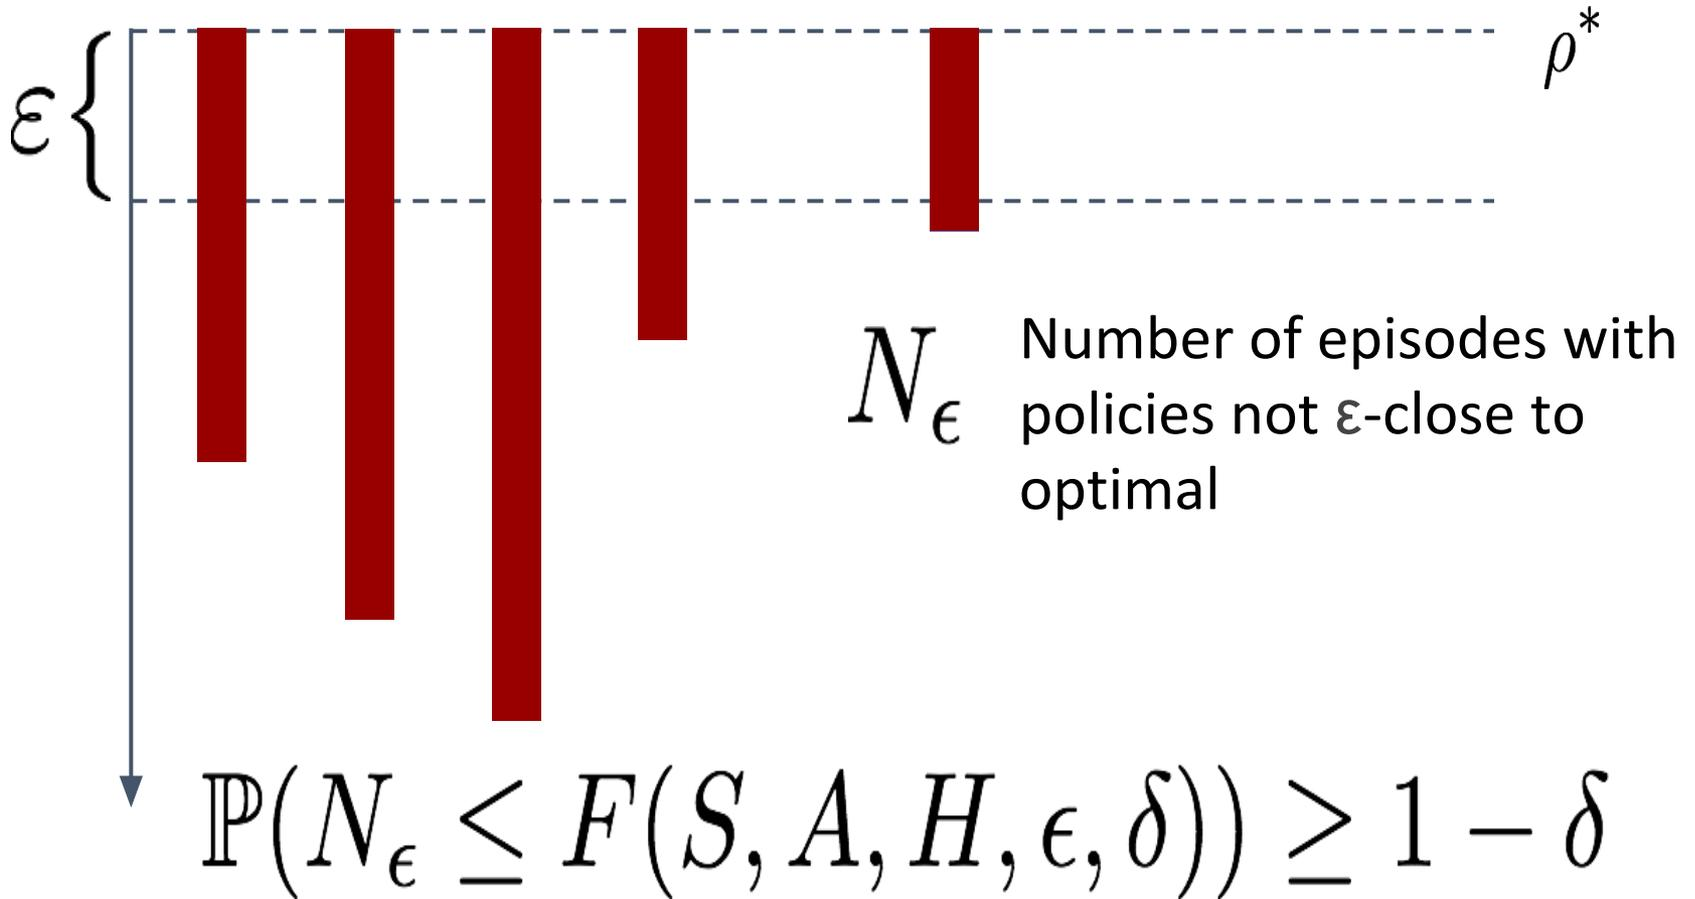 ρ*
ε{
N_ϵ
Number of episodes with
policies not ε-close to
optimal
ℙ(N_ϵ ≤ F(S, A, H, ϵ, δ)) ≥ 1 − δ